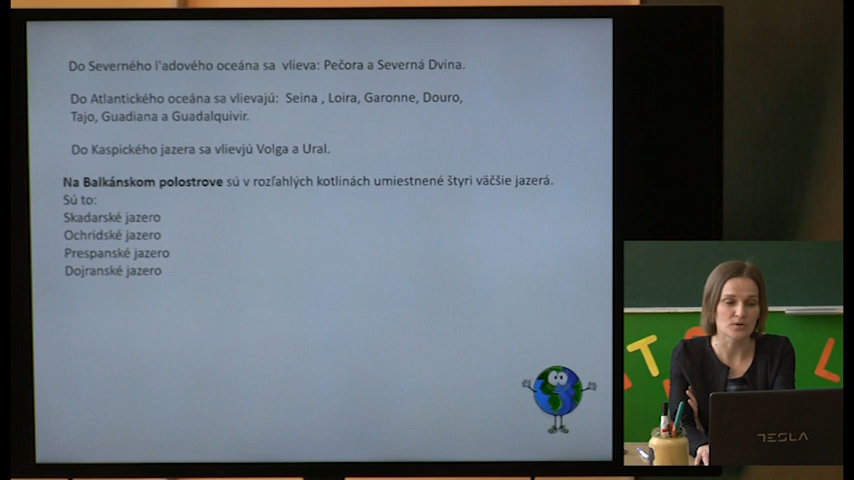 Do Severného ľadového oceána sa vlieva: Pečora a Severná Dvina.
Do Atlantického oceána sa vlievajú: Seina , Loira, Garonne, Douro,
Tajo, Guadiana a Guadalquivir.
Do Kaspického jazera sa vlievjú Volga a Ural.
Na Balkánskom polostrove sú v rozľahlých kotlinách umiestnené štyri väčšie jazerá.
Sú to:
Skadarské jazero
Ochridské jazero
Prespanské jazero
Dojranské jazero
T
L
TESLA